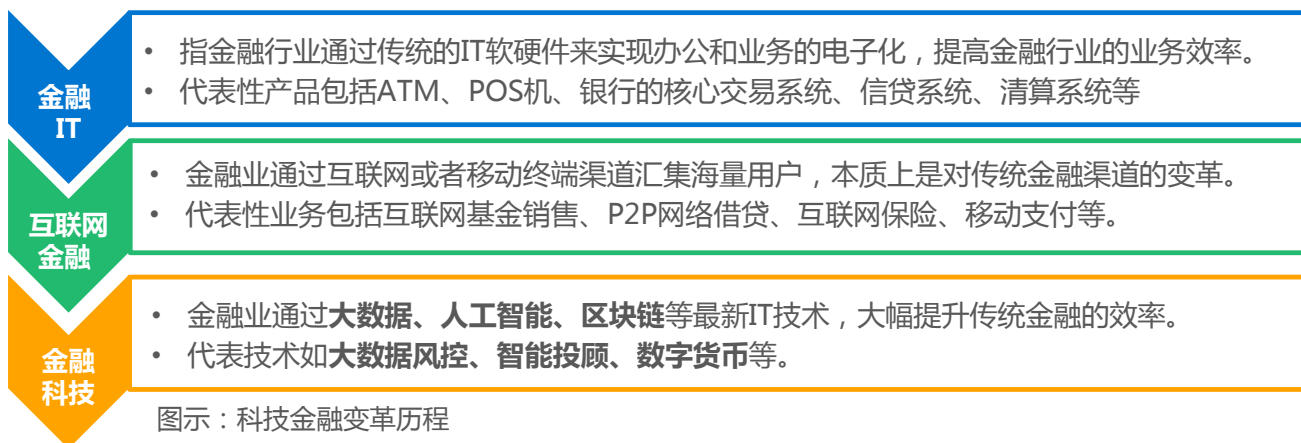 金融
IT
• 指金融行业通过传统的IT软硬件来实现办公和业务的电子化，提高金融行业的业务效率。
• 代表性产品包括ATM、POS机、银行的核心交易系统、信贷系统、清算系统等
互联网
金融
• 金融业通过互联网或者移动终端渠道汇集海量用户，本质上是对传统金融渠道的变革。
• 代表性业务包括互联网基金销售、P2P网络借贷、互联网保险、移动支付等。
金融
科技
• 金融业通过大数据、人工智能、区块链等最新IT技术，大幅提升传统金融的效率。
• 代表技术如大数据风控、智能投顾、数字货币等。
图示：科技金融变革历程